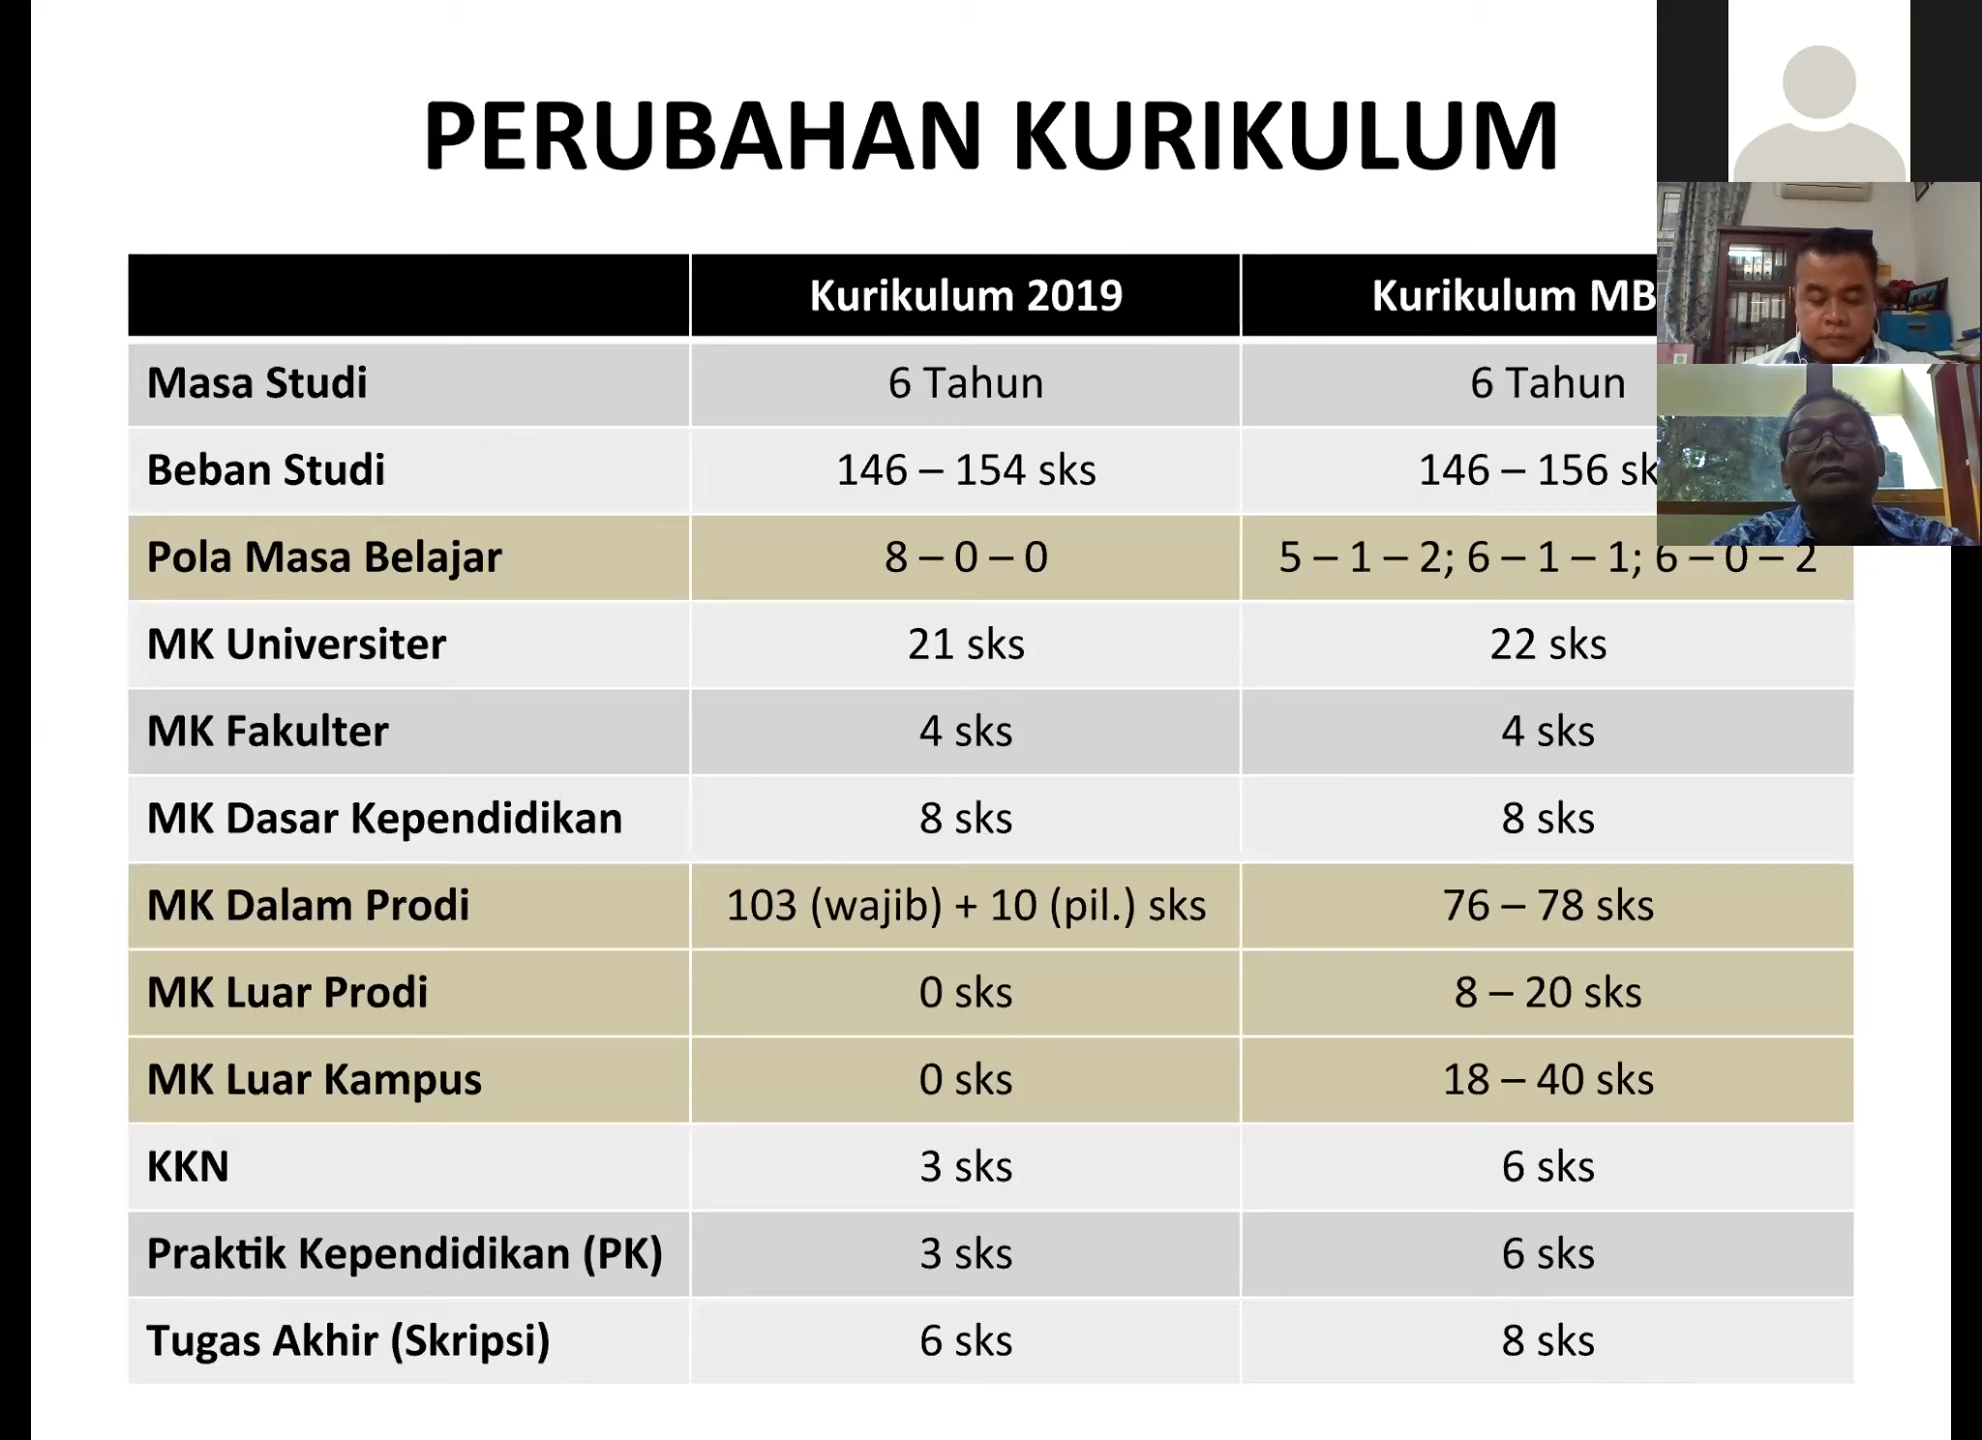 PERUBAHAN KURIKULUM
Kurikulum 2019 Kurikulum MB
Masa Studi 6 Tahun 6 Tahun
Beban Studi 146 – 154 sks 146 – 156 sk
Pola Masa Belajar 8 – 0 – 0 5 – 1 – 2; 6 – 1 – 1; 6 – 0 – 2
MK Universiter 21 sks 22 sks
MK Fakulter 4 sks 4 sks
MK Dasar Kependidikan 8 sks 8 sks
MK Dalam Prodi 103 (wajib) + 10 (pil.) sks 76 – 78 sks
MK Luar Prodi 0 sks 8 – 20 sks
MK Luar Kampus 0 sks 18 – 40 sks
KKN 3 sks 6 sks
Praktik Kependidikan (PK) 3 sks 6 sks
Tugas Akhir (Skripsi) 6 sks 8 sks